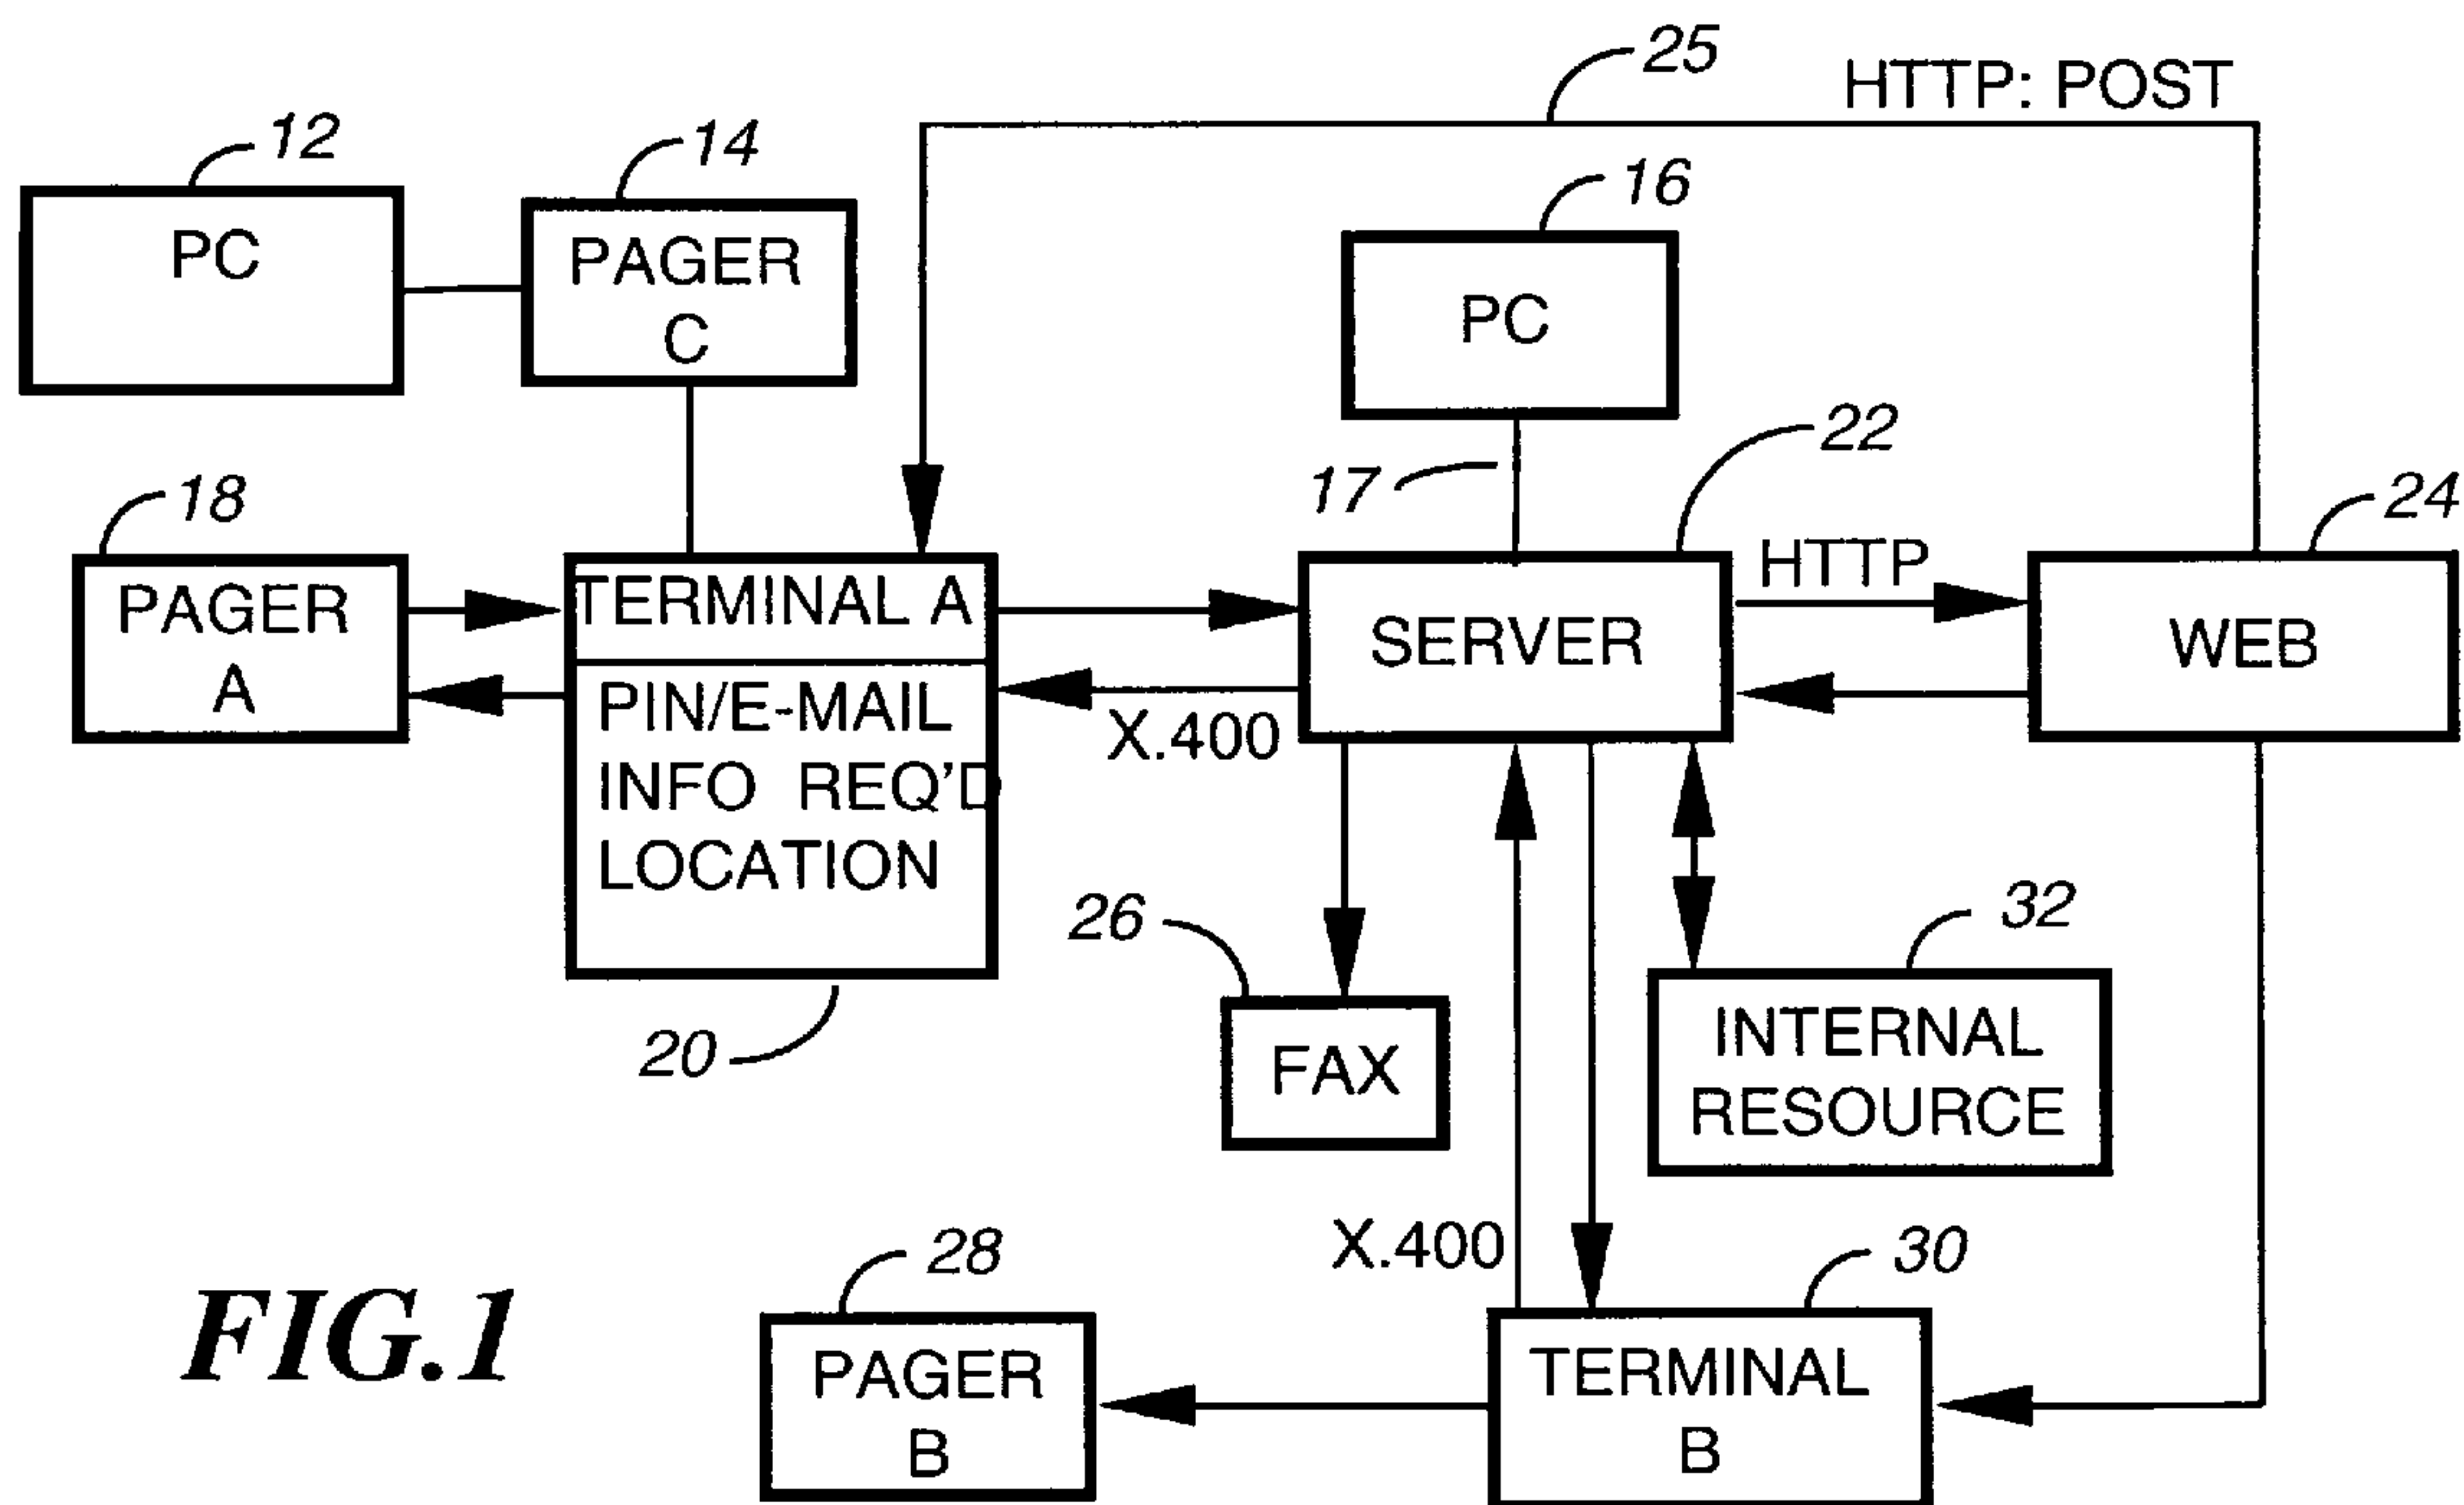 25
HTTP: POST
12
14
16
PC
PAGER
C
PC
22
17
18
24
HTTP
PAGER
A
TERMINAL A
SERVER
WEB
PIN/E-MAIL
INFO REQ'D
LOCATION
X.400
26
32
20
FAX
INTERNAL
RESOURCE
X.400
28
30
FIG.1
PAGER
B
TERMINAL
B